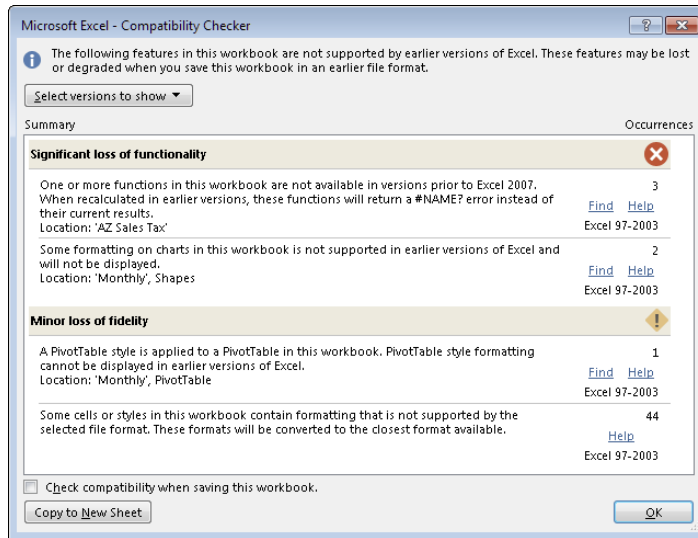 Microsoft Excel - Compatibility Checker
The following features in this workbook are not supported by earlier versions of Excel. These features may be lost
or degraded when you save this workbook in an earlier file format.
Select versions to show
Summary Occurrences
Significant loss of functionality
One or more functions in this workbook are not available in versions prior to Excel 2007. 3
When recalculated in earlier versions, these functions will return a #NAME? error instead of Find Help
their current results.
Location: 'AZ Sales Tax' Excel 97-2003
Some formatting on charts in this workbook is not supported in earlier versions of Excel and 2
will not be displayed. Find Help
Location: 'Monthly', Shapes
Excel 97-2003
Minor loss of fidelity
A PivotTable style is applied to a PivotTable in this workbook. PivotTable style formatting 1
cannot be displayed in earlier versions of Excel. Find Help
Location: 'Monthly', PivotTable
Excel 97-2003
Some cells or styles in this workbook contain formatting that is not supported by the 44
selected file format. These formats will be converted to the closest format available. Help
Excel 97-2003
Check compatibility when saving this workbook.
Copy to New Sheet OK